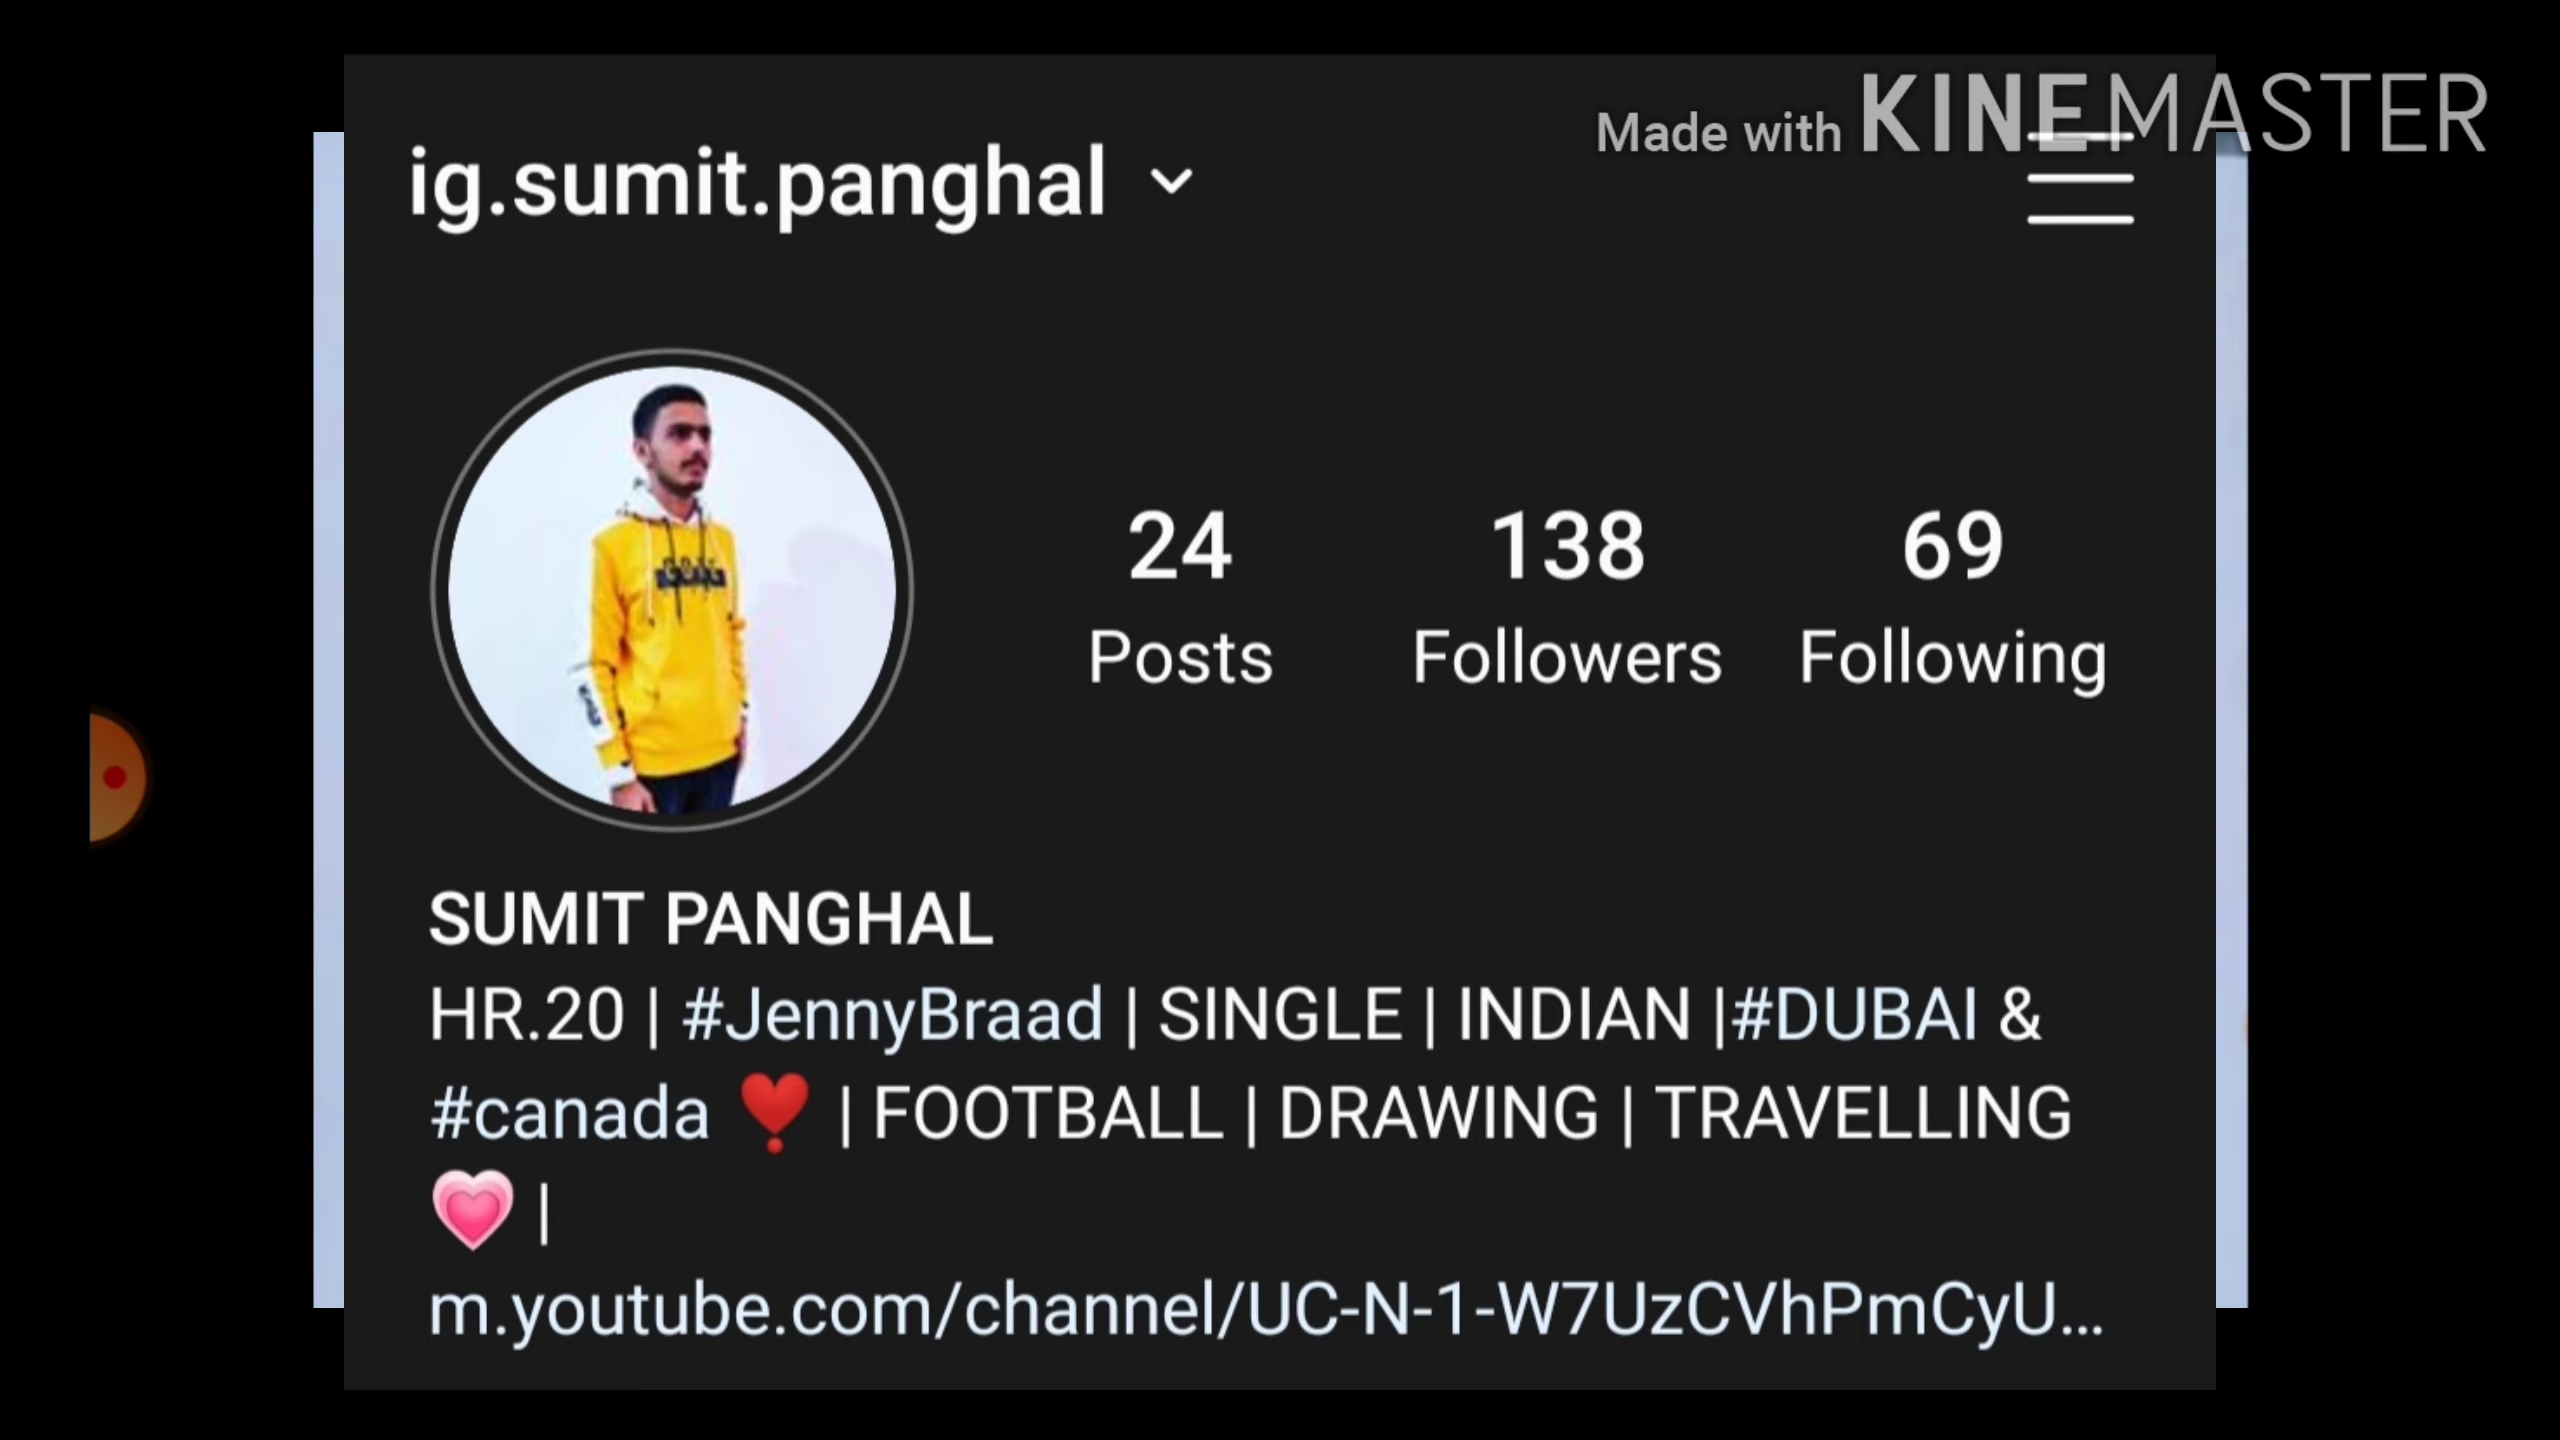 Made with KINEMASTER
ig.sumit.panghal
24 138 69
Posts Followers Following
SUMIT PANGHAL
HR.20 | #JennyBraad | SINGLE | INDIAN |#DUBAI &
#canada ❣️ | FOOTBALL | DRAWING | TRAVELLING
💗 |
m.youtube.com/channel/UC-N-1-W7UzCVhPmCyU...